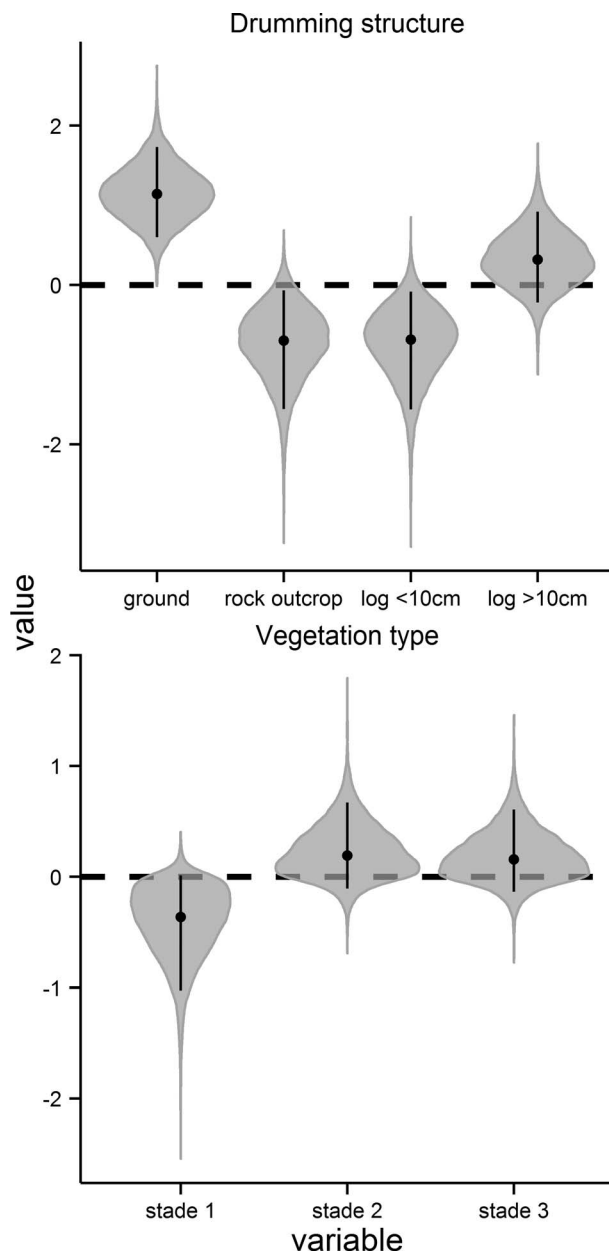 Drumming structure
2
0
-2
ground rock outcrop log <10cm log >10cm
value
Vegetation type
2
1
0
-1
-2
stade 1 stade 2 stade 3
variable